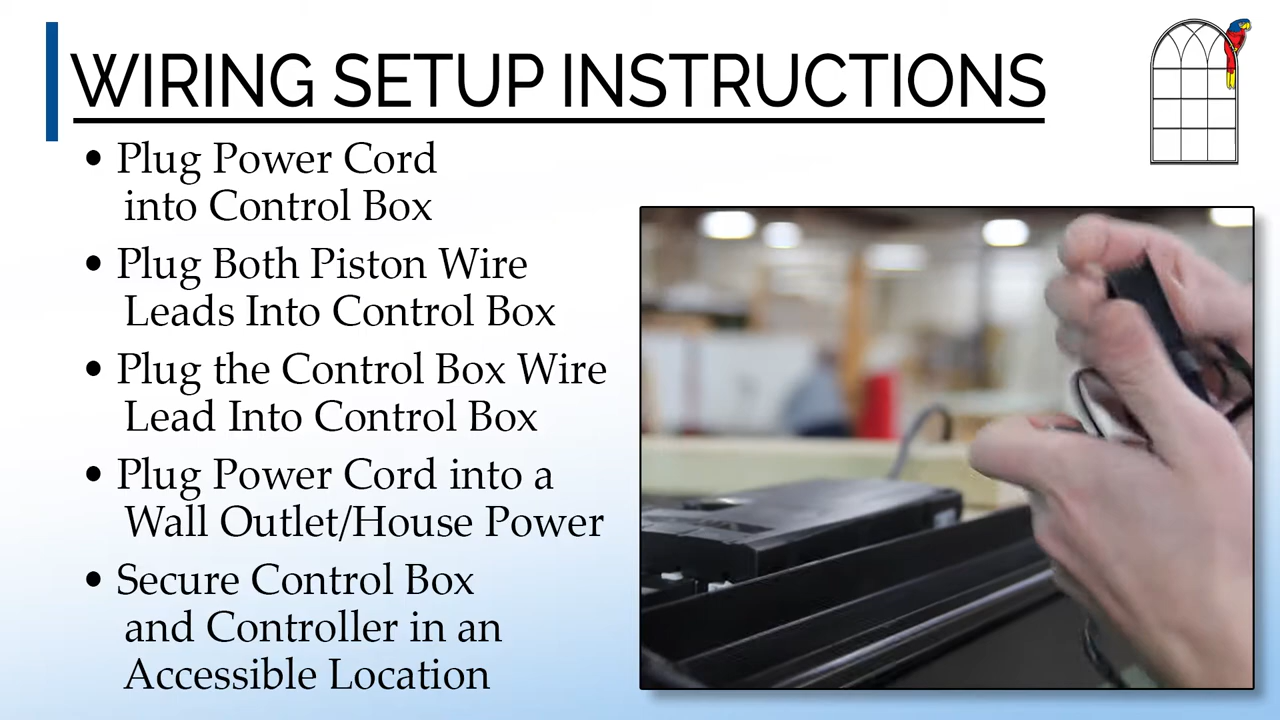 WIRING SETUP INSTRUCTIONS
• Plug Power Cord
into Control Box
• Plug Both Piston Wire
Leads Into Control Box
• Plug the Control Box Wire
Lead Into Control Box
• Plug Power Cord into a
Wall Outlet/House Power
• Secure Control Box
and Controller in an
Accessible Location